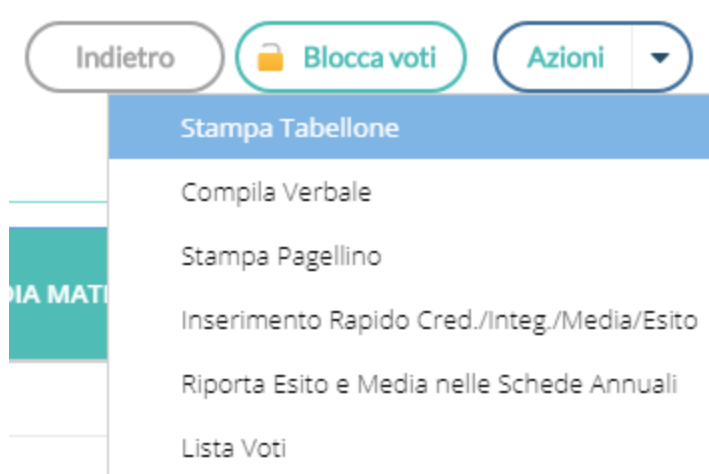 Indietro
Blocca voti
Azioni
Stampa Tabellone
Compila Verbale
Stampa Pagellino
Inserimento Rapido Cred./Integ./Media/Esito
Riporta Esito e Media nelle Schede Annuali
Lista Voti